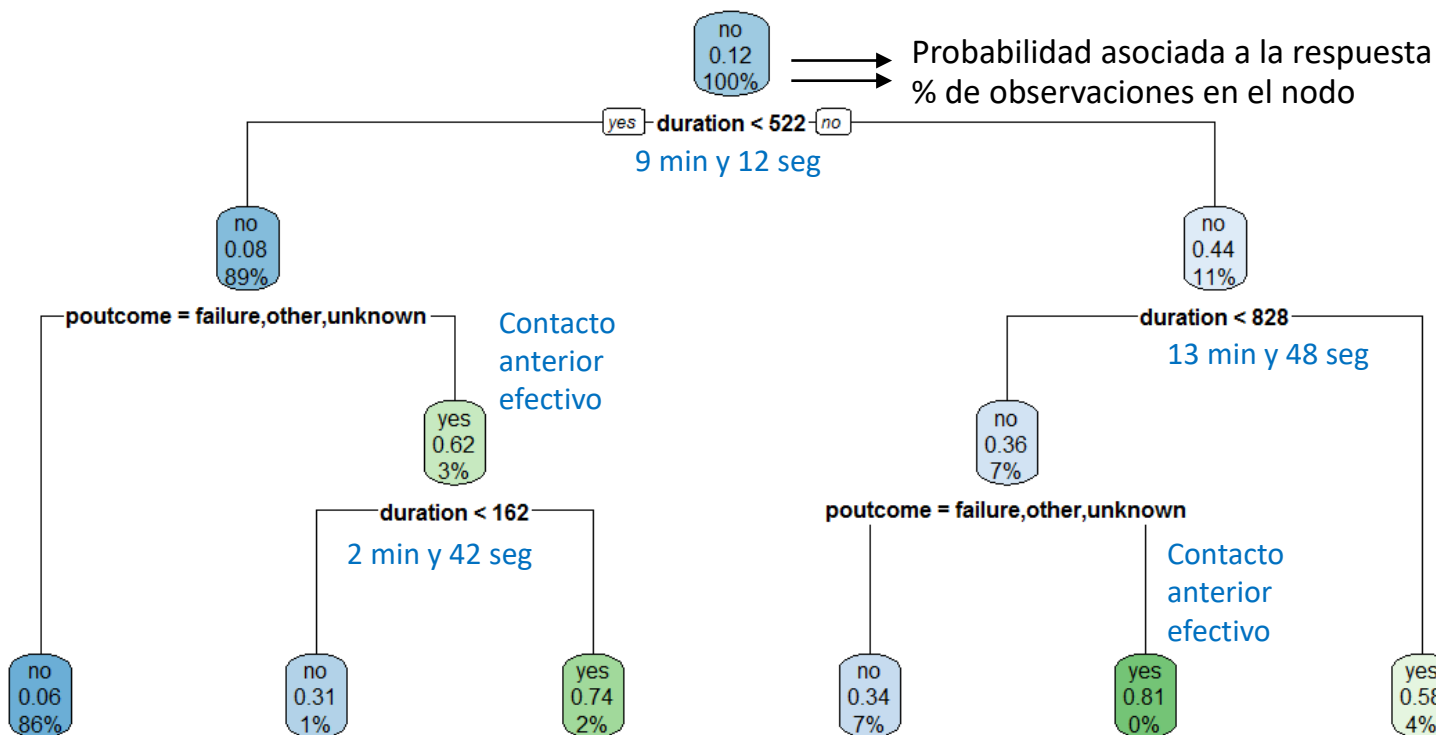 no
0.12
100%
Probabilidad asociada a la respuesta
% de observaciones en el nodo
yes duration < 522 no
9 min y 12 seg
no
0.08
89%
no
0.44
11%
poutcome = failure,other,unknown
Contacto
anterior
efectivo
duration < 828
13 min y 48 seg
yes
0.62
3%
no
0.36
7%
duration < 162
2 min y 42 seg
poutcome = failure,other,unknown
Contacto
anterior
efectivo
no
0.06
86%
no
0.31
1%
yes
0.74
2%
no
0.34
7%
yes
0.81
0%
yes
0.58
4%